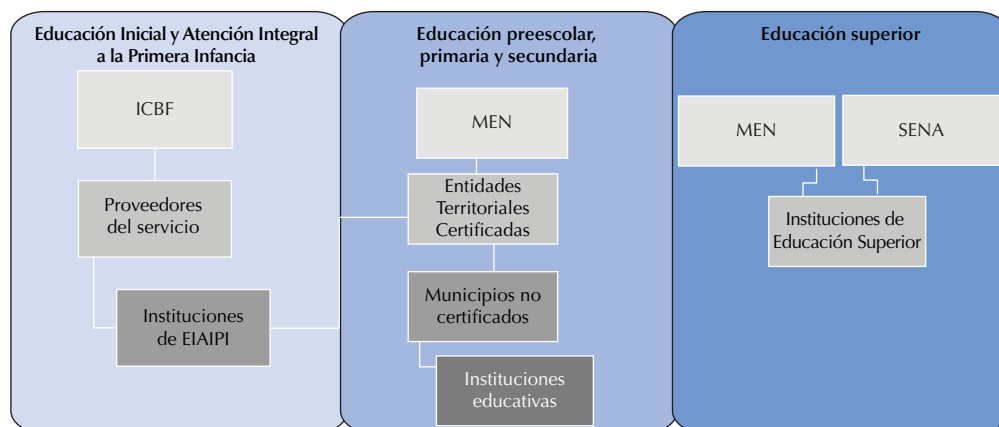 Educación Inicial y Atención Integral
a la Primera Infancia
ICBF
Proveedores
del servicio
Instituciones
de EIAIPI
Educación preescolar,
primaria y secundaria
MEN
Entidades
Territoriales
Certificadas
Municipios no
certificados
Instituciones
educativas
Educación superior
MEN
SENA
Instituciones de
Educación Superior